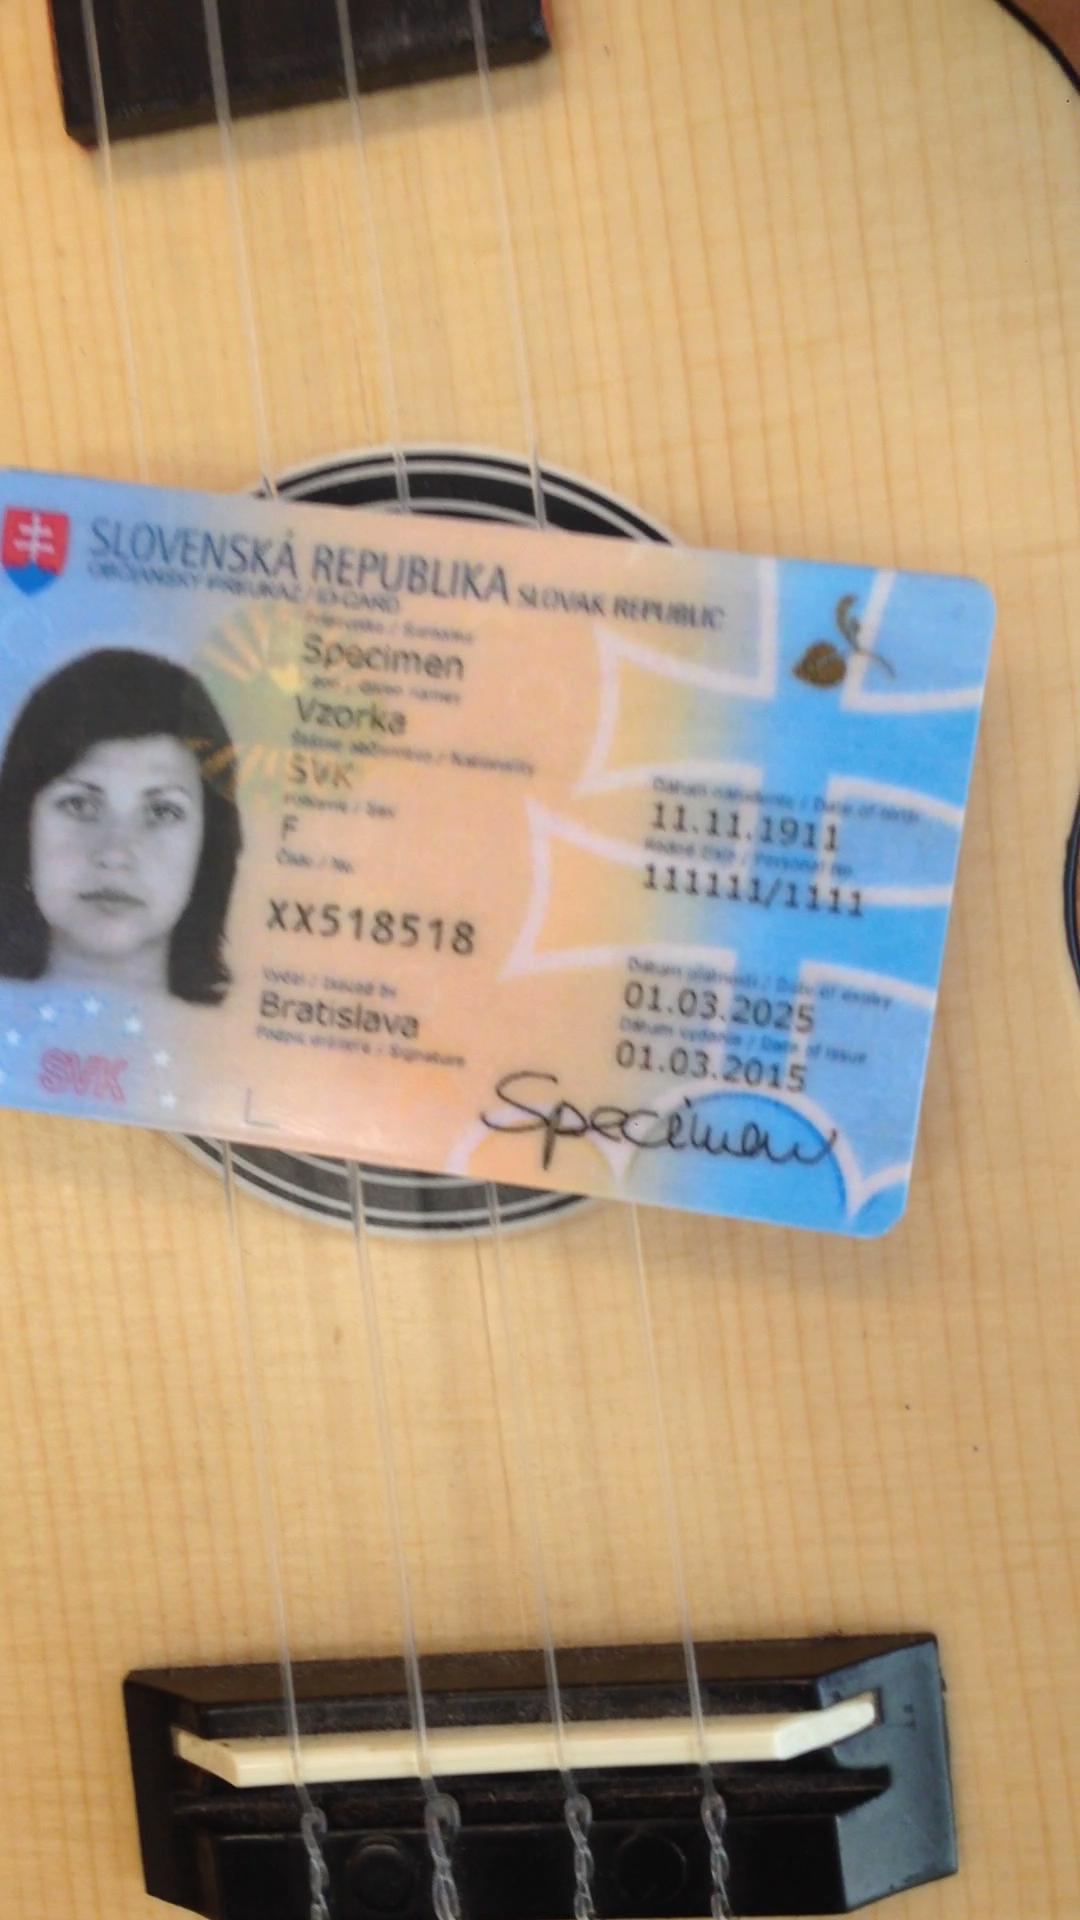 SLOVENSKÁ REPUBLIKA SLOVAK REPUBLIC
OBČIANSKY PREUKAZ / ID CARD
Priezvisko / Surname
Specimen
Meno / Given names
Vzorka
Štátne občianstvo / Nationality
SVK
Pohlavie / Sex
F
Číslo / No.
XX518518
Vydal / Issued by
Bratislava
Podpis držiteľa / Signature
Dátum narodenia / Date of birth
11.11.1911
Rodné číslo / Personal no.
111111/1111
Dátum platnosti / Date of expiry
01.03.2025
Dátum vydania / Date of issue
01.03.2015
Specimen
SVK